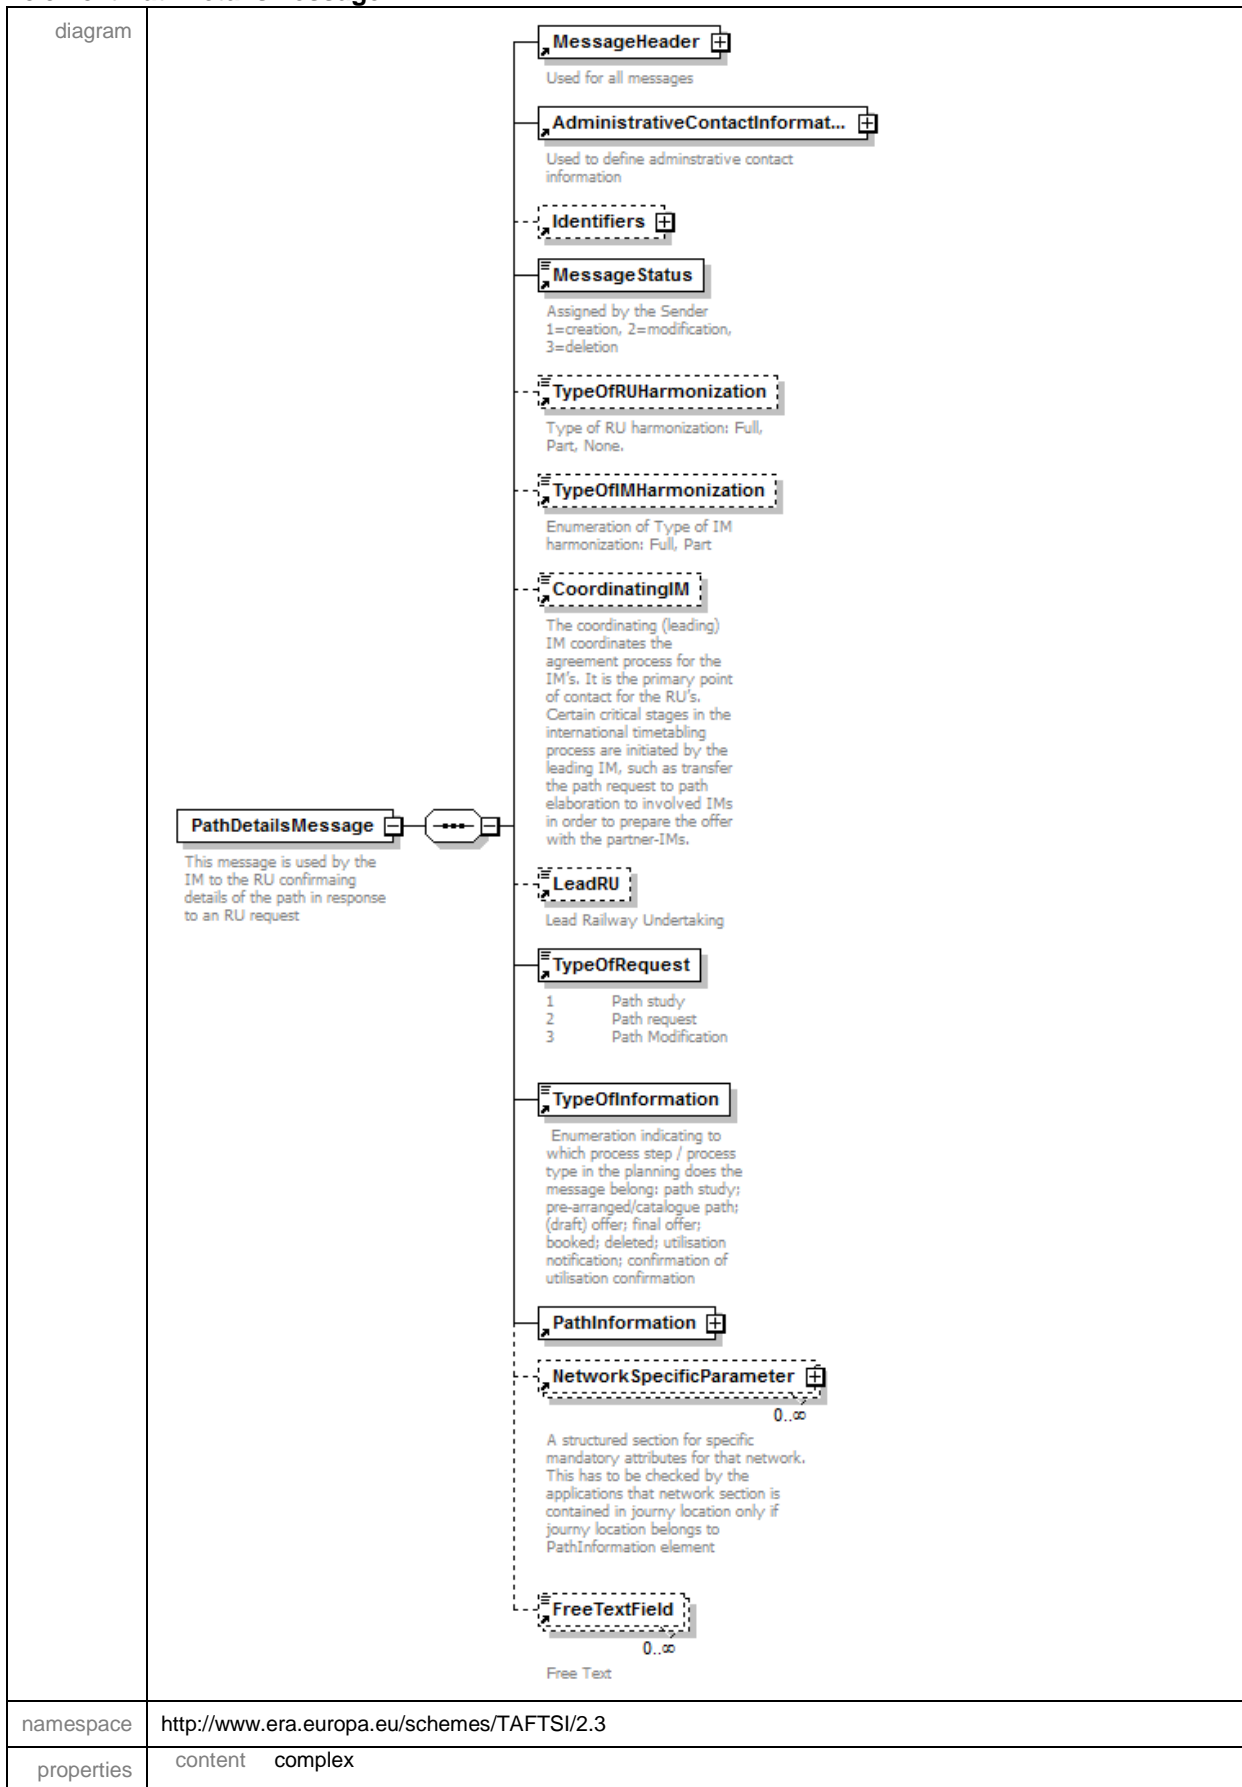 diagram
MessageHeader
Used for all messages
AdministrativeContactInformat...
Used to define adminstrative contact
information
Identifiers
MessageStatus
Assigned by the Sender
1=creation, 2=modification,
3=deletion
TypeOfRUHarmonization
Type of RU harmonization: Full,
Part, None.
TypeOfIMHarmonization
Enumeration of Type of IM
harmonization: Full, Part
CoordinatingIM
The coordinating (leading)
IM coordinates the
agreement process for the
IM's. It is the primary point
of contact for the RU's.
Certain critical stages in the
international timetabling
process are initiated by the
leading IM, such as transfer
the path request to path
elaboration to involved IMs
in order to prepare the offer
with the partner-IMs.
PathDetailsMessage
This message is used by the
IM to the RU confirmaing
details of the path in response
to an RU request
LeadRU
Lead Railway Undertaking
TypeOfRequest
1 Path study
2 Path request
3 Path Modification
TypeOfInformation
Enumeration indicating to
which process step / process
type in the planning does the
message belong: path study;
pre-arranged/catalogue path;
(draft) offer; final offer;
booked; deleted; utilisation
notification; confirmation of
utilisation confirmation
PathInformation
NetworkSpecificParameter
0..∞
A structured section for specific
mandatory attributes for that network.
This has to be checked by the
applications that network section is
contained in journy location only if
journy location belongs to
PathInformation element
FreeTextField
0..∞
Free Text
namespace http://www.era.europa.eu/schemes/TAFTSI/2.3
properties content complex